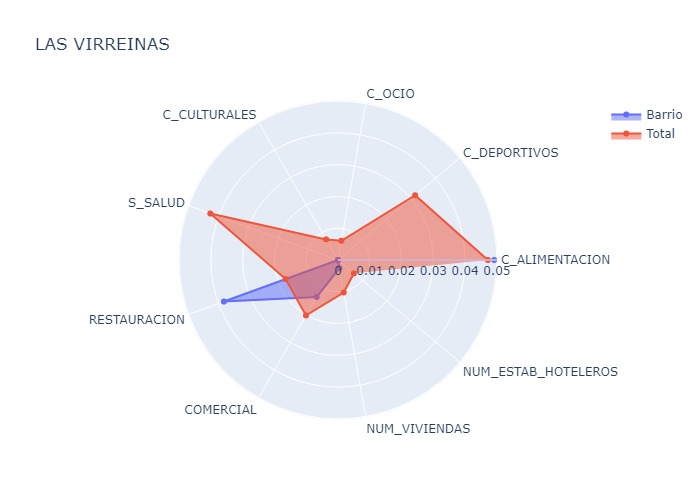 LAS VIRREINAS
C_OCIO
C_CULTURALES
Barrio
Total
C_DEPORTIVOS
S_SALUD
C_ALIMENTACION
0 0.01 0.02 0.03 0.04 0.05
RESTAURACION
NUM_ESTAB_HOTELEROS
COMERCIAL
NUM_VIVIENDAS